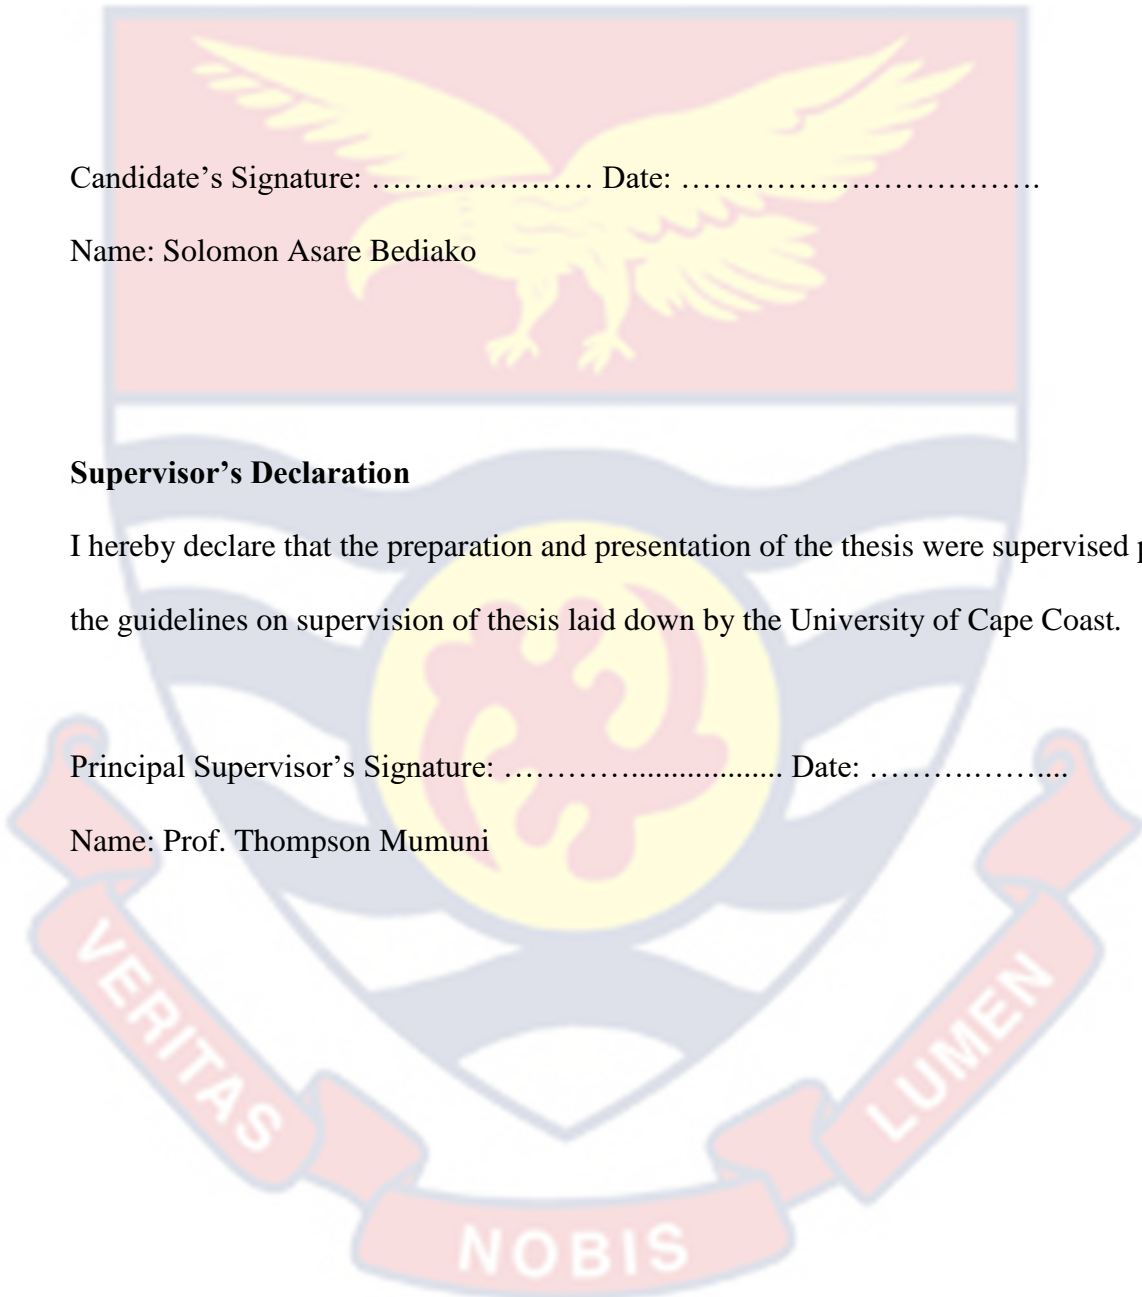 Candidate’s Signature: ………………… Date: …………………………….
Name: Solomon Asare Bediako
Supervisor’s Declaration
I hereby declare that the preparation and presentation of the thesis were supervised
the guidelines on supervision of thesis laid down by the University of Cape Coast.
Principal Supervisor’s Signature: …………................... Date: ……….……....
Name: Prof. Thompson Mumuni
VERITAS
NOBIS
LUMEN